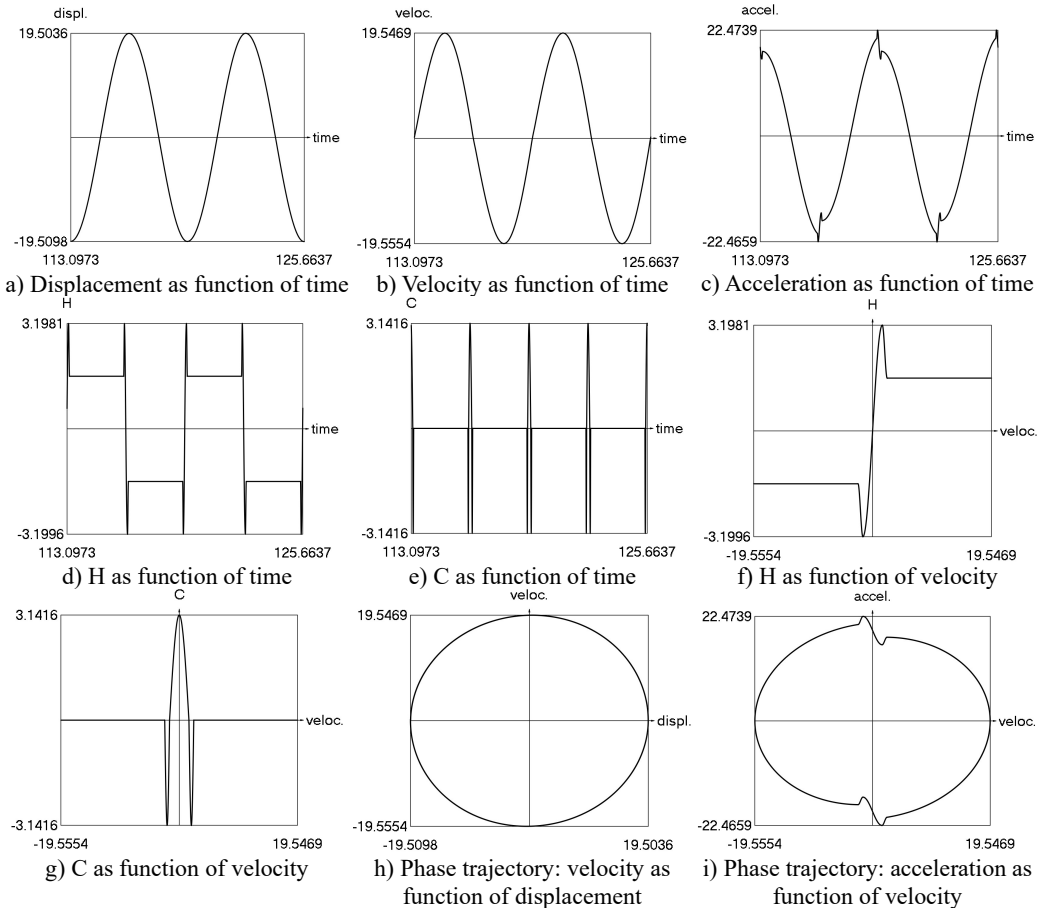 displ.
19.5036
time
-19.5098
113.0973 125.6637
a) Displacement as function of time
veloc.
19.5469
time
-19.5554
113.0973 125.6637
b) Velocity as function of time
accel.
22.4739
time
-22.4659
113.0973 125.6637
c) Acceleration as function of time
H
3.1981
time
-3.1996
113.0973 125.6637
d) H as function of time
C
3.1416
time
-3.1416
113.0973 125.6637
e) C as function of time
H
3.1981
veloc.
-3.1996
-19.5554 19.5469
f) H as function of velocity
C
3.1416
veloc.
-3.1416
-19.5554 19.5469
g) C as function of velocity
veloc.
19.5469
displ.
-19.5554
-19.5098 19.5036
h) Phase trajectory: velocity as
function of displacement
accel.
22.4739
veloc.
-22.4659
-19.5554 19.5469
i) Phase trajectory: acceleration as
function of velocity